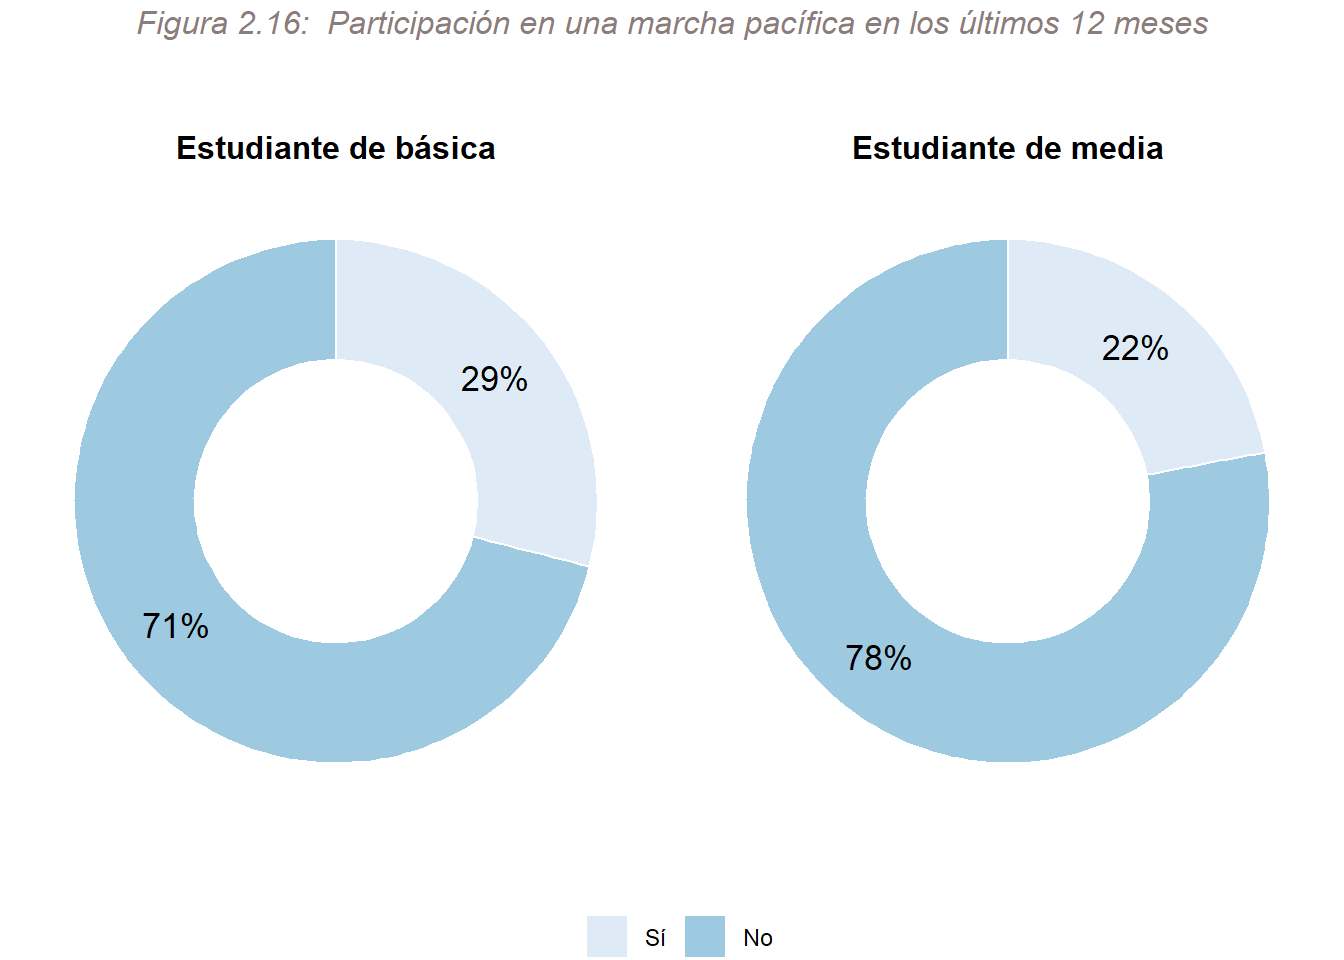 Figura 2.16:  Participación en una marcha pacífica en los últimos 12 meses
Estudiante de básica
Estudiante de media
29%
71%
22%
78%
Sí
No